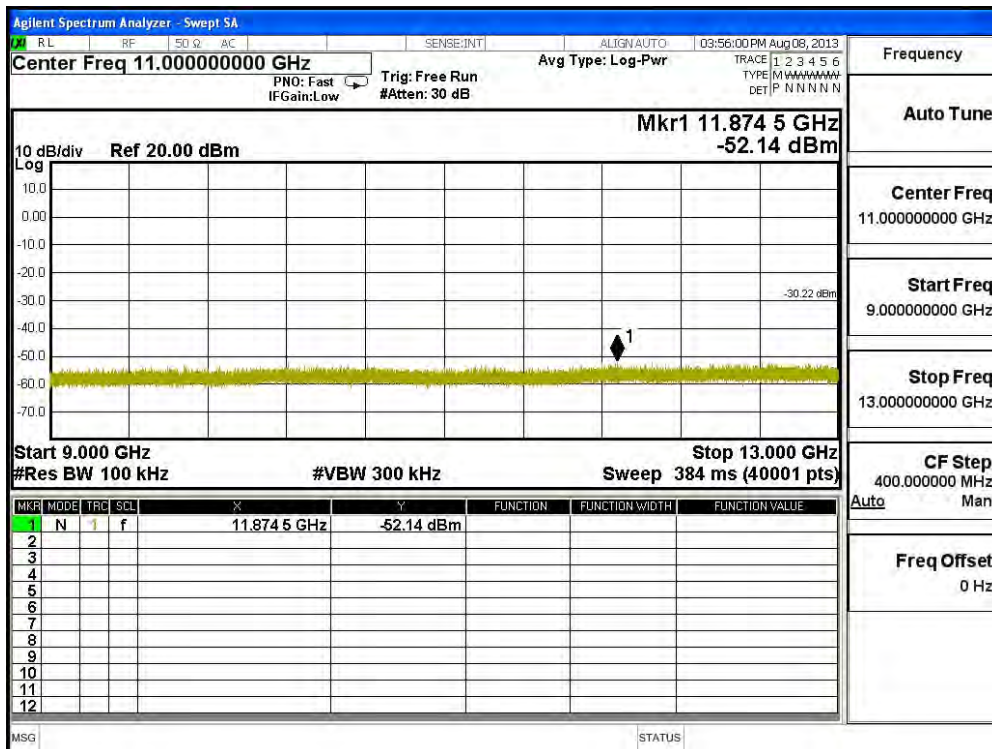 Agilent Spectrum Analyzer - Swept SA
RL RF 50 Ω AC SENSE:INT ALIGN AUTO 03:56:00 PM Aug 08, 2013
Center Freq 11.000000000 GHz
PNO: Fast
IFGain:Low
Trig: Free Run
#Atten: 30 dB
Avg Type: Log-Pwr
TRACE 1 2 3 4 5 6
TYPE M
DET P N N N N N
Mkr1 11.874 5 GHz
-52.14 dBm
10 dB/div Ref 20.00 dBm
Log
10.0
0.00
-10.0
-20.0
-30.0
-30.22 dBm
-40.0
1
-50.0
-60.0
-70.0
Start 9.000 GHz Stop 13.000 GHz
#Res BW 100 kHz #VBW 300 kHz Sweep 384 ms (40001 pts)
MKR MODE TRC SCL X Y FUNCTION FUNCTION WIDTH FUNCTION VALUE
1 N 1 f 11.874 5 GHz -52.14 dBm
2
3
4
5
6
7
8
9
10
11
12
MSG STATUS
Frequency
Auto Tune
Center Freq
11.000000000 GHz
Start Freq
9.000000000 GHz
Stop Freq
13.000000000 GHz
CF Step
400.000000 MHz
Auto Man
Freq Offset
0 Hz